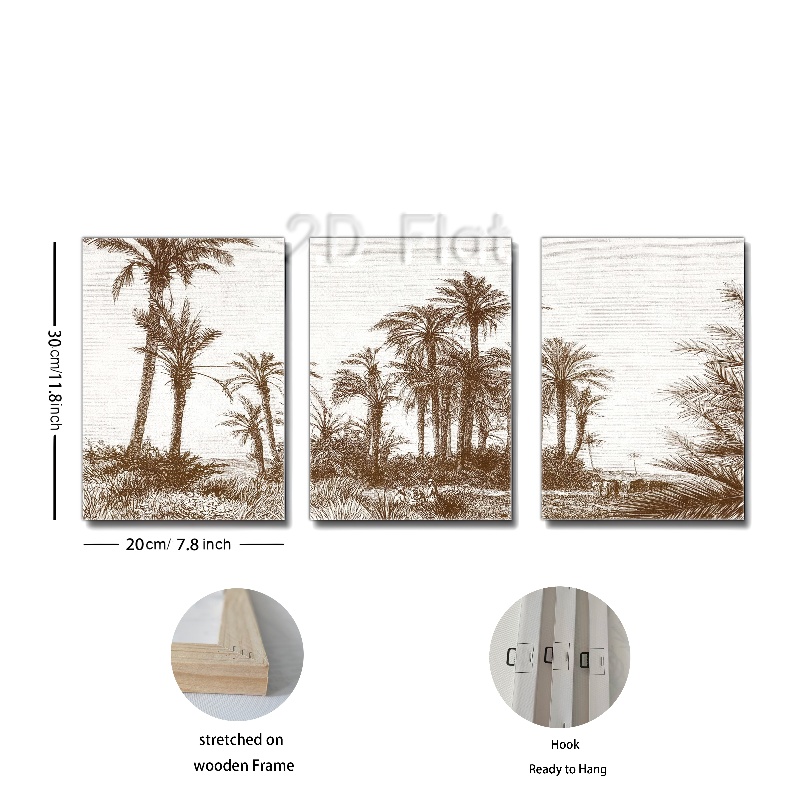 2D Flat
30cm/11.8inch
20cm/ 7.8 inch
stretched on
wooden Frame
Hook
Ready to Hang